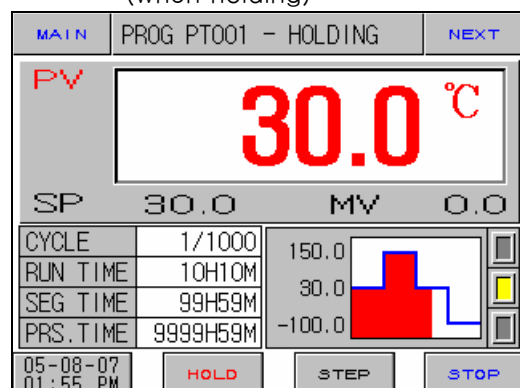 (when holding)
MAIN PROG PT001 - HOLDING NEXT
PV 30.0 ℃
SP 30.0 MV 0.0
CYCLE 1/1000
RUN TIME 10H10M
SEG TIME 99H59M
PRS.TIME 9999H59M
150.0
30.0
-100.0
05-08-07
01:55 PM
HOLD STEP STOP